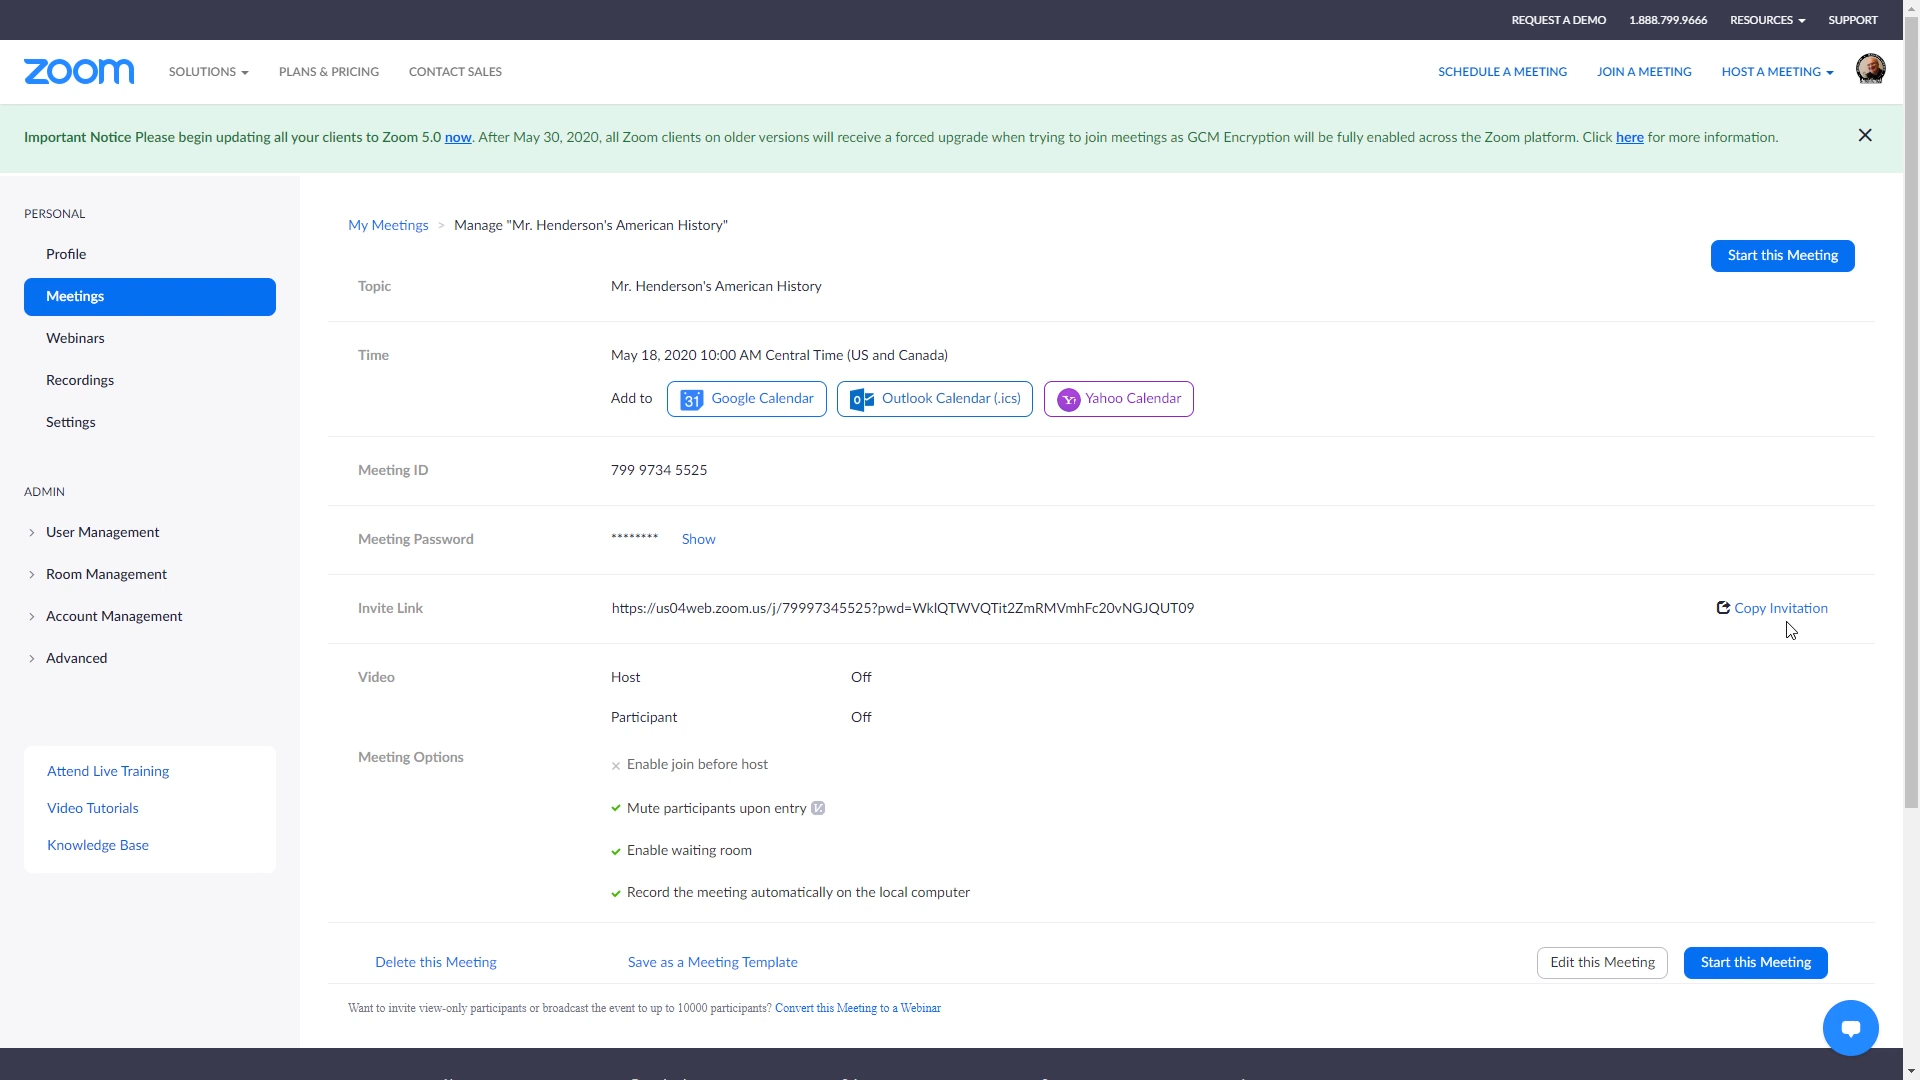 REQUEST A DEMO 1.888.799.9666 RESOURCES SUPPORT
zoom SOLUTIONS PLANS & PRICING CONTACT SALES SCHEDULE A MEETING JOIN A MEETING HOST A MEETING
Important Notice Please begin updating all your clients to Zoom 5.0 now. After May 30, 2020, all Zoom clients on older versions will receive a forced upgrade when trying to join meetings as GCM Encryption will be fully enabled across the Zoom platform. Click here for more information.
PERSONAL
Profile
Meetings
Webinars
Recordings
Settings
ADMIN
User Management
Room Management
Account Management
Advanced
Attend Live Training
Video Tutorials
Knowledge Base
My Meetings > Manage "Mr. Henderson's American History"
Start this Meeting
Topic Mr. Henderson's American History
Time May 18, 2020 10:00 AM Central Time (US and Canada)
Add to 31 Google Calendar Outlook Calendar (.ics) Yahoo Calendar
Meeting ID 799 9734 5525
Meeting Password ******** Show
Invite Link https://us04web.zoom.us/j/79997345525?pwd=WklQTWVQTit2ZmRMVmhFc20vNGJQUT09 Copy Invitation
Video Host Off
Participant Off
Meeting Options
Enable join before host
Mute participants upon entry
Enable waiting room
Record the meeting automatically on the local computer
Delete this Meeting Save as a Meeting Template Edit this Meeting Start this Meeting
Want to invite view-only participants or broadcast the event to up to 10000 participants? Convert this Meeting to a Webinar